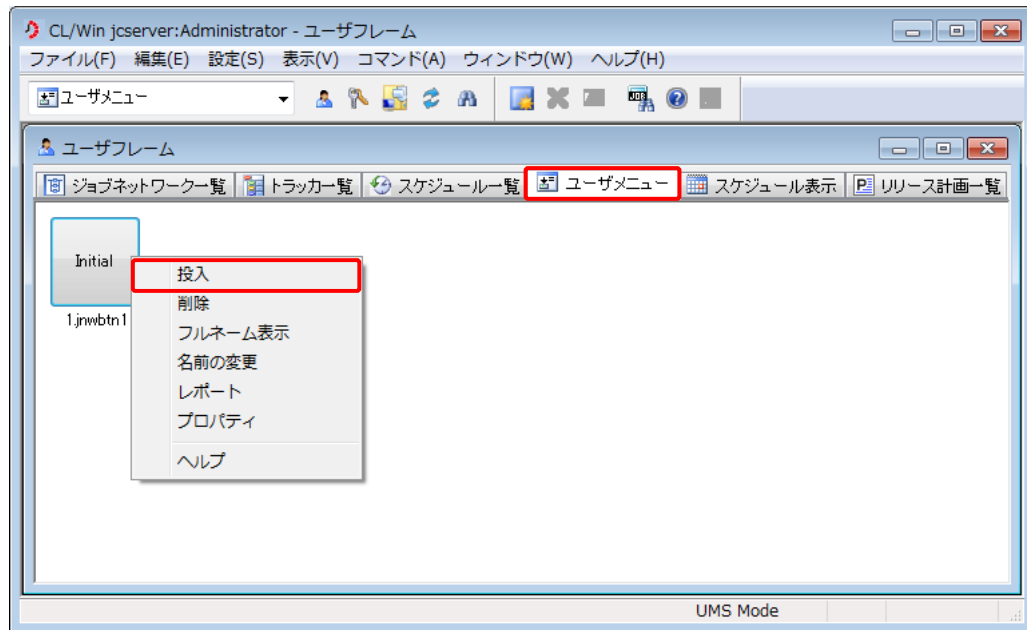 CL/Win jcserver:Administrator - ユーザフレーム
ファイル(F) 編集(E) 設定(S) 表示(V) コマンド(A) ウィンドウ(W) ヘルプ(H)
ユーザメニュー
ユーザフレーム
ジョブネットワーク一覧 トラッカ一覧 スケジュール一覧 ユーザメニュー スケジュール表示 リリース計画一覧
Initial
1.jnwbtn1
投入
削除
フルネーム表示
名前の変更
レポート
プロパティ
ヘルプ
UMS Mode